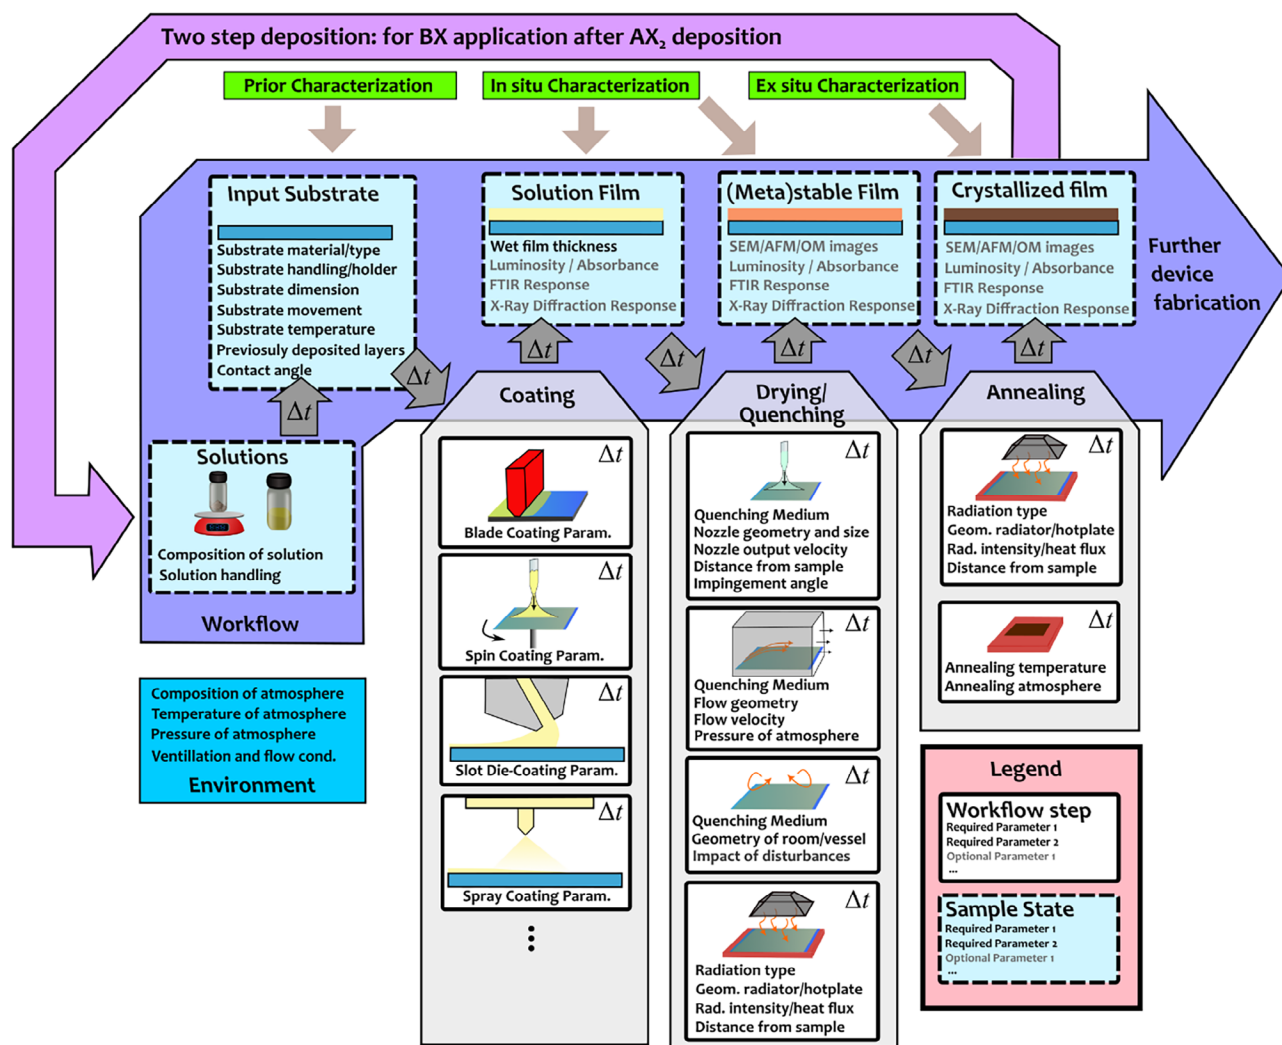 Two step deposition: for BX application after AX₂ deposition
Prior Characterization
In situ Characterization
Ex situ Characterization
Input Substrate
Substrate material/type
Substrate handling/holder
Substrate dimension
Substrate movement
Substrate temperature
Previosuly deposited layers
Contact angle
Solution Film
Wet film thickness
Luminosity / Absorbance
FTIR Response
X-Ray Diffraction Response
(Meta)stable Film
SEM/AFM/OM images
Luminosity / Absorbance
FTIR Response
X-Ray Diffraction Response
Crystallized film
SEM/AFM/OM images
Luminosity / Absorbance
FTIR Response
X-Ray Diffraction Response
Further
device
fabrication
Δt
Δt
Δt
Δt
Δt
Δt
Δt
Solutions
Composition of solution
Solution handling
Workflow
Composition of atmosphere
Temperature of atmosphere
Pressure of atmosphere
Ventillation and flow cond.
Environment
Coating
Δt
Blade Coating Param.
Δt
Spin Coating Param.
Δt
Slot Die-Coating Param.
Δt
Spray Coating Param.
Drying/
Quenching
Δt
Quenching Medium
Nozzle geometry and size
Nozzle output velocity
Distance from sample
Impingement angle
Δt
Quenching Medium
Flow geometry
Flow velocity
Pressure of atmosphere
Δt
Quenching Medium
Geometry of room/vessel
Impact of disturbances
Δt
Radiation type
Geom. radiator/hotplate
Rad. intensity/heat flux
Distance from sample
Annealing
Δt
Radiation type
Geom. radiator/hotplate
Rad. intensity/heat flux
Distance from sample
Δt
Annealing temperature
Annealing atmosphere
Legend
Workflow step
Required Parameter 1
Required Parameter 2
Optional Parameter 1
...
Sample State
Required Parameter 1
Required Parameter 2
Optional Parameter 1
...